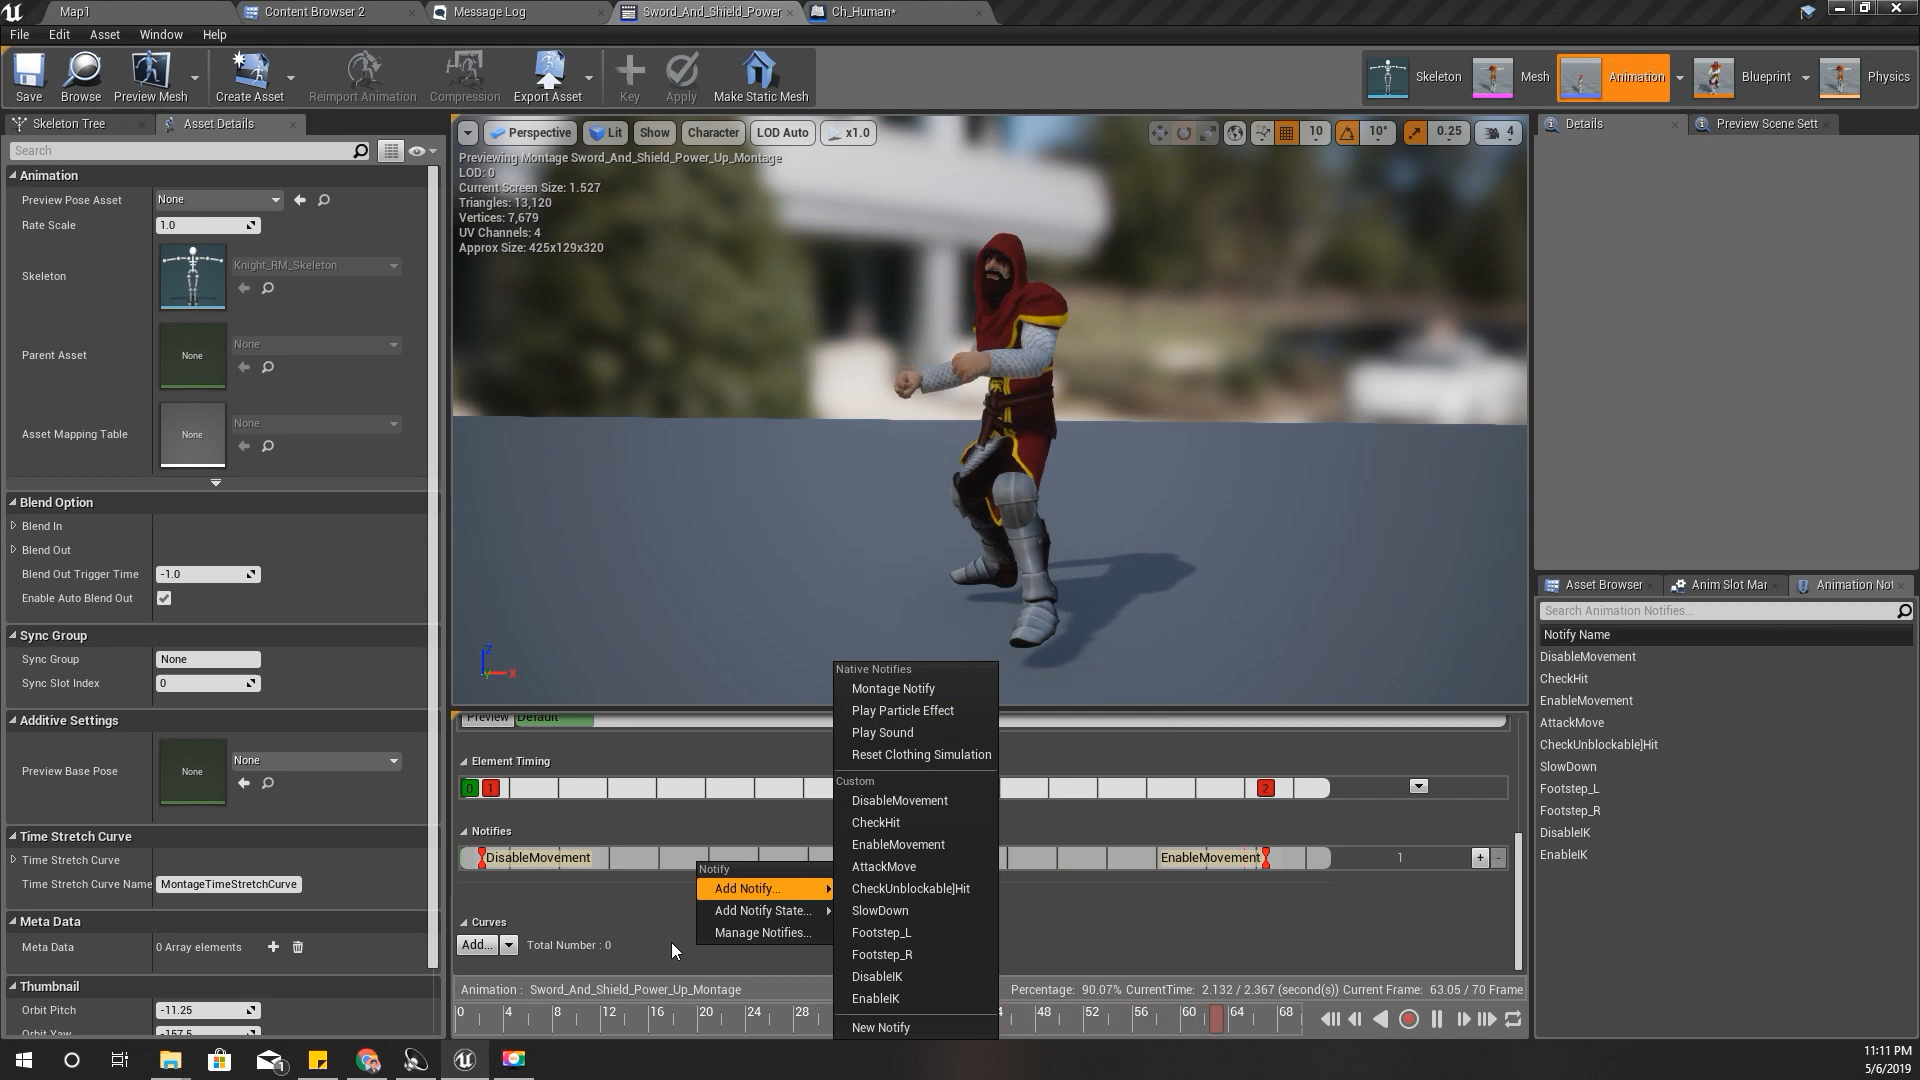 Map1
Content Browser 2
Message Log
Sword_And_Shield_Power
Ch_Human*
File Edit Asset Window Help
Save
Browse
Preview Mesh
Create Asset
Reimport Animation
Compression
Export Asset
Key
Apply
Make Static Mesh
Skeleton
Mesh
Animation
Blueprint
Physics
Skeleton Tree
Asset Details
Search
Animation
Preview Pose Asset None
Rate Scale 1.0
Skeleton Knight_RM_Skeleton
Parent Asset None None
Asset Mapping Table None None
Blend Option
Blend In
Blend Out
Blend Out Trigger Time -1.0
Enable Auto Blend Out
Sync Group
Sync Group None
Sync Slot Index 0
Additive Settings
Preview Base Pose None None
Time Stretch Curve
Time Stretch Curve
Time Stretch Curve Name MontageTimeStretchCurve
Meta Data
Meta Data 0 Array elements
Thumbnail
Orbit Pitch -11.25
Orbit Yaw -157.5
Perspective Lit Show Character LOD Auto x1.0
10 10° 0.25 4
Previewing Montage Sword_And_Shield_Power_Up_Montage
LOD: 0
Current Screen Size: 1.527
Triangles: 13,120
Vertices: 7,679
UV Channels: 4
Approx Size: 425x129x320
Z
X
Preview Default
Element Timing
0 1 2
Notifies
DisableMovement EnableMovement 1 + -
Curves
Add... Total Number : 0
Notify
Add Notify...
Add Notify State...
Manage Notifies...
Native Notifies
Montage Notify
Play Particle Effect
Play Sound
Reset Clothing Simulation
Custom
DisableMovement
CheckHit
EnableMovement
AttackMove
CheckUnblockable]Hit
SlowDown
Footstep_L
Footstep_R
DisableIK
EnableIK
New Notify
Animation : Sword_And_Shield_Power_Up_Montage
Percentage: 90.07% CurrentTime: 2.132 / 2.367 (second(s)) Current Frame: 63.05 / 70 Frame
0 4 8 12 16 20 24 28 48 52 56 60 64 68
Details
Preview Scene Sett
Asset Browser
Anim Slot Mar
Animation Not
Search Animation Notifies...
Notify Name
DisableMovement
CheckHit
EnableMovement
AttackMove
CheckUnblockable]Hit
SlowDown
Footstep_L
Footstep_R
DisableIK
EnableIK
11:11 PM
5/6/2019